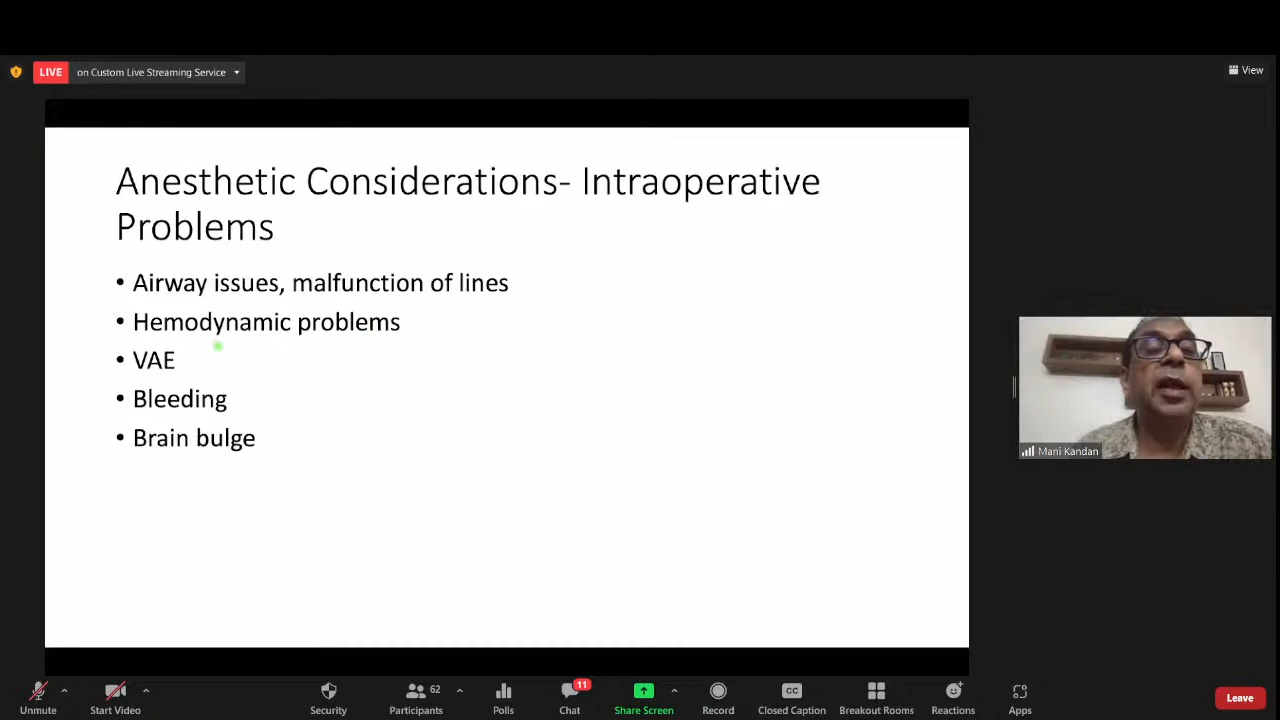 LIVE on Custom Live Streaming Service
View
Anesthetic Considerations- Intraoperative
Problems
• Airway issues, malfunction of lines
• Hemodynamic problems
• VAE
• Bleeding
• Brain bulge
Mani Kandan
62
11
CC
Unmute Start Video Security Participants Polls Chat Share Screen Record Closed Caption Breakout Rooms Reactions Apps Leave